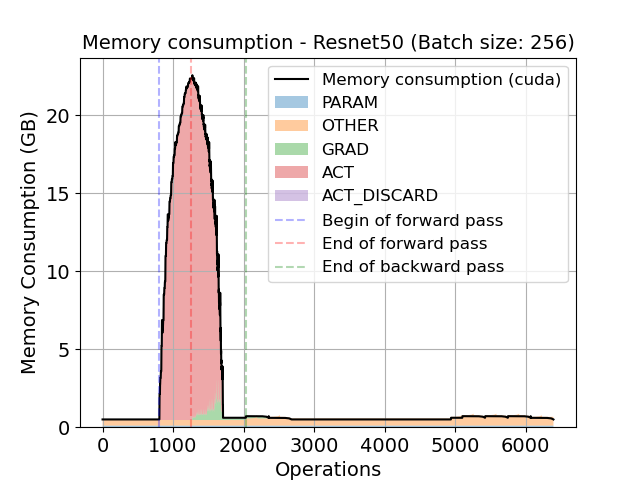 Memory consumption - Resnet50 (Batch size: 256)
Memory Consumption (GB)
20
15
10
5
0
Memory consumption (cuda)
PARAM
OTHER
GRAD
ACT
ACT_DISCARD
Begin of forward pass
End of forward pass
End of backward pass
0 1000 2000 3000 4000 5000 6000
Operations